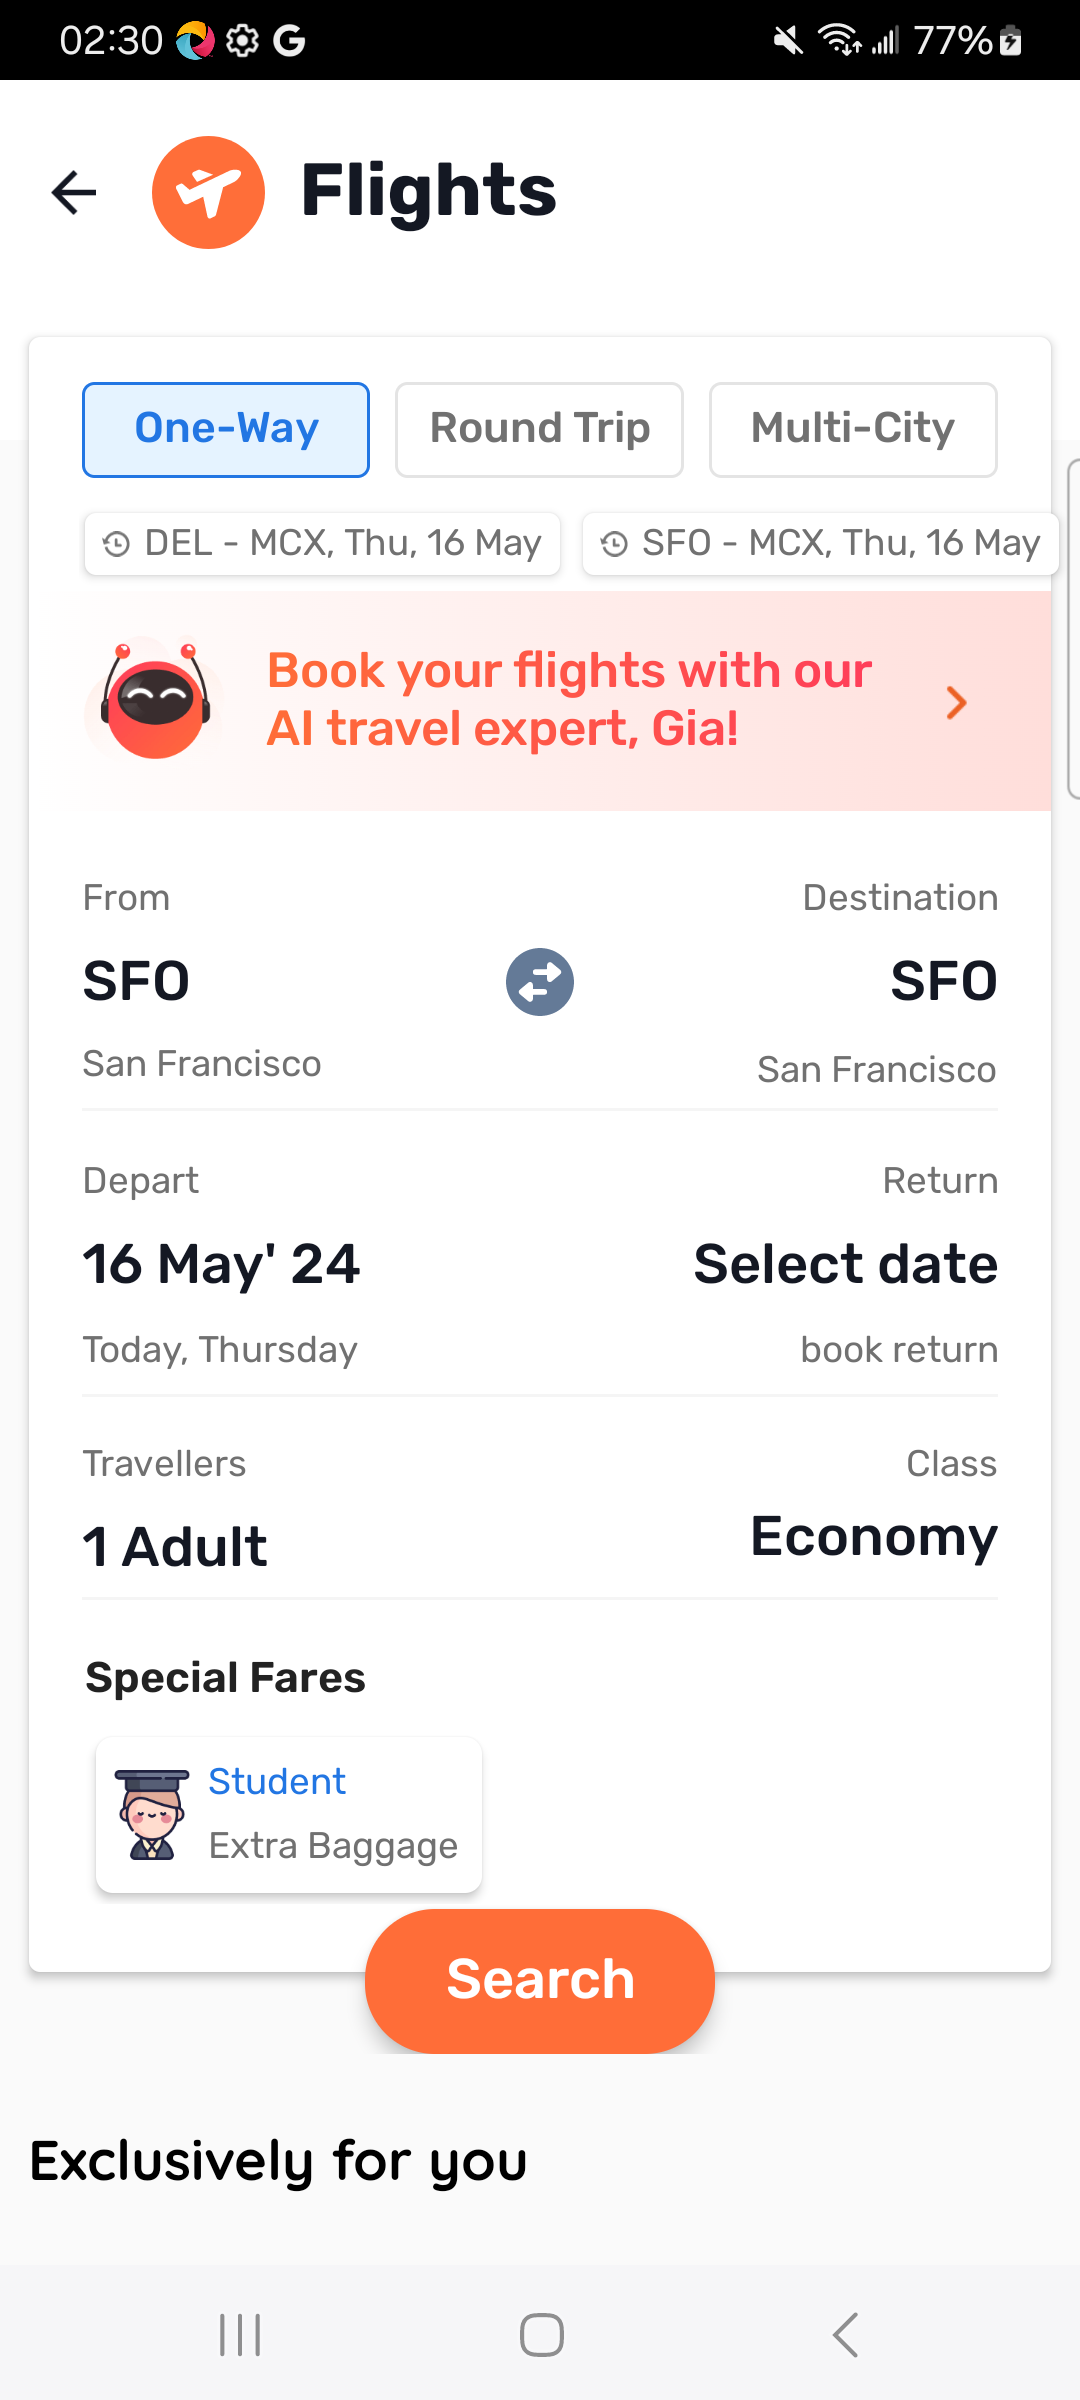 02:30
77%
Flights
One-Way
Round Trip
Multi-City
DEL - MCX, Thu, 16 May
SFO - MCX, Thu, 16 May
Book your flights with our
AI travel expert, Gia!
From
Destination
SFO
SFO
San Francisco
San Francisco
Depart
Return
16 May' 24
Select date
Today, Thursday
book return
Travellers
Class
1 Adult
Economy
Special Fares
Student
Extra Baggage
Search
Exclusively for you